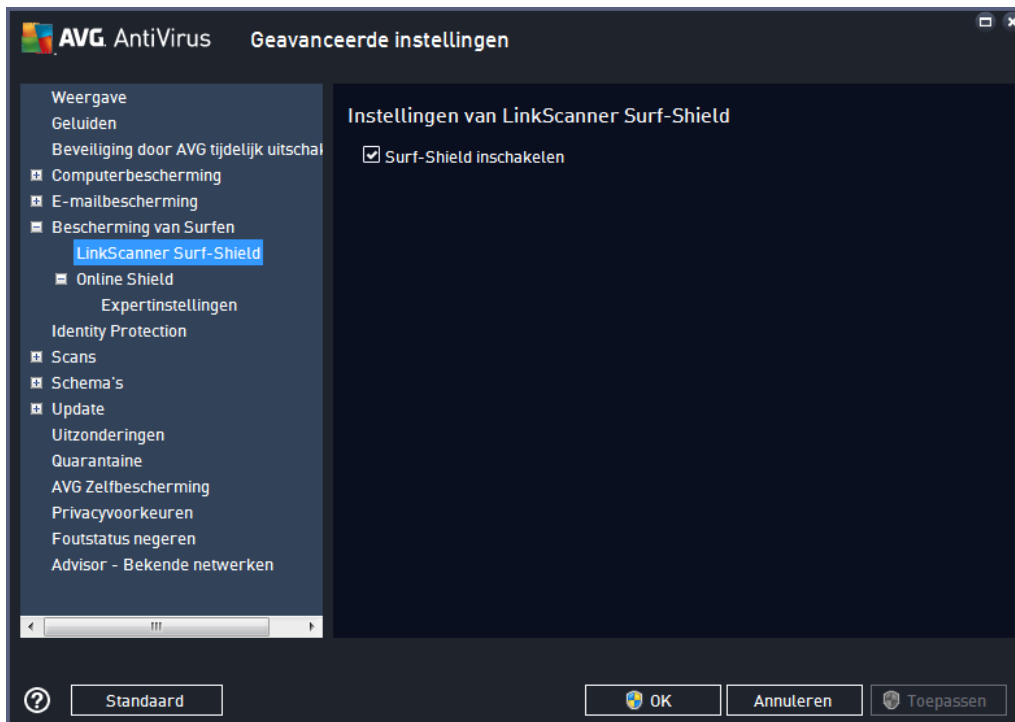 AVG. AntiVirus Geavanceerde instellingen
Weergave
Geluiden
Beveiliging door AVG tijdelijk uitschak
Computerbescherming
E-mailbescherming
Bescherming van Surfen
LinkScanner Surf-Shield
Online Shield
Expertinstellingen
Identity Protection
Scans
Schema's
Update
Uitzonderingen
Quarantaine
AVG Zelfbescherming
Privacyvoorkeuren
Foutstatus negeren
Advisor - Bekende netwerken
Instellingen van LinkScanner Surf-Shield
Surf-Shield inschakelen
? Standaard OK Annuleren Toepassen